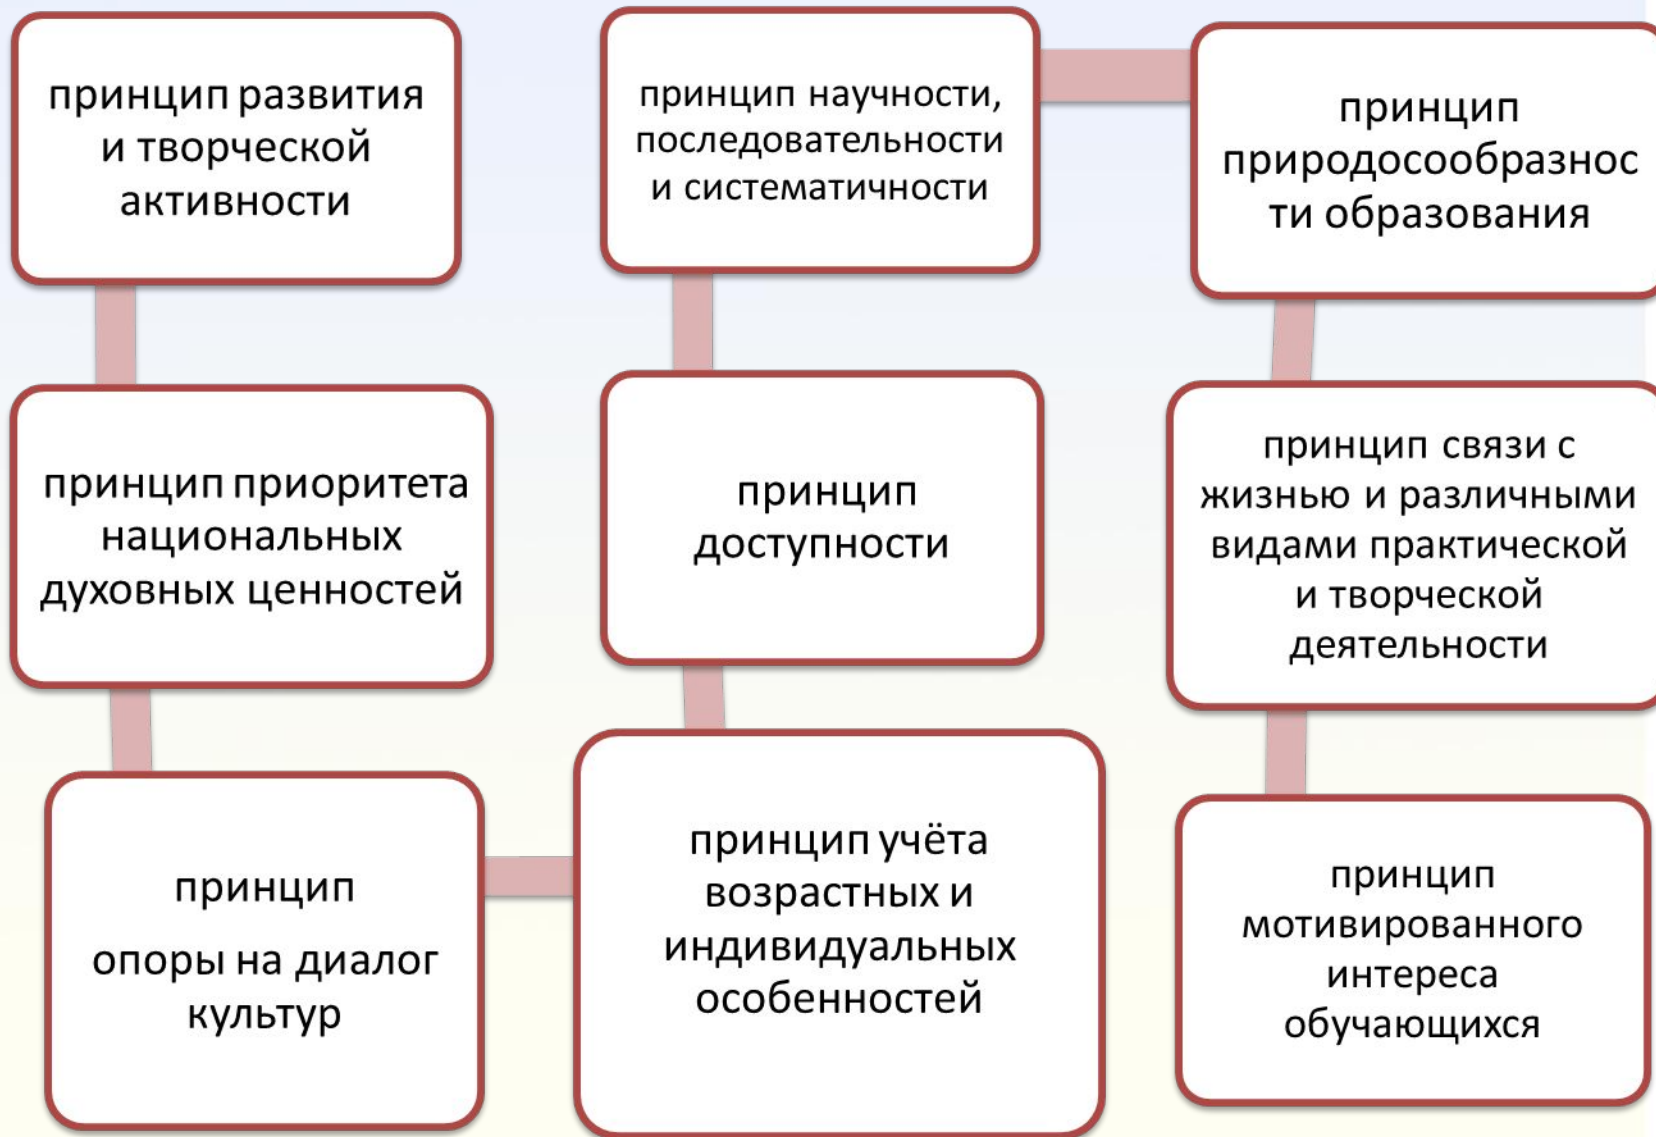 принцип развития
и творческой
активности
принцип приоритета
национальных
духовных ценностей
принцип
опоры на диалог
культур
принцип учёта
возрастных и
индивидуальных
особенностей
принцип
доступности
принцип научности,
последовательности
и систематичности
принцип
природосообразнос
ти образования
принцип связи с
жизнью и различными
видами практической
и творческой
деятельности
принцип
мотивированного
интереса
обучающихся